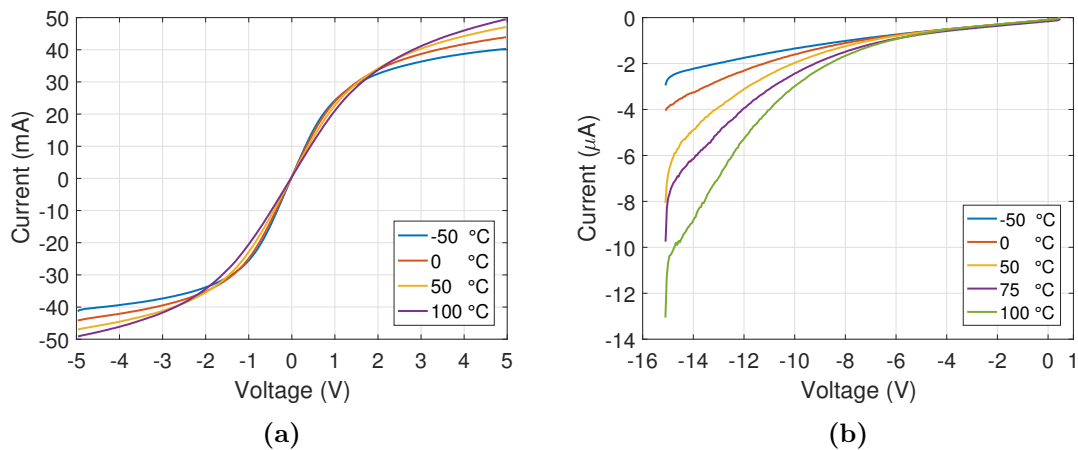 50
40
30
20
10
0
-10
-20
-30
-40
-50
Current (mA)
-50 °C
0 °C
50 °C
100 °C
-5 -4 -3 -2 -1 0 1 2 3 4 5
Voltage (V)
(a)
0
-2
-4
-6
-8
-10
-12
-14
Current (μA)
-50 °C
0 °C
50 °C
75 °C
100 °C
-16 -14 -12 -10 -8 -6 -4 -2 0 1
Voltage (V)
(b)